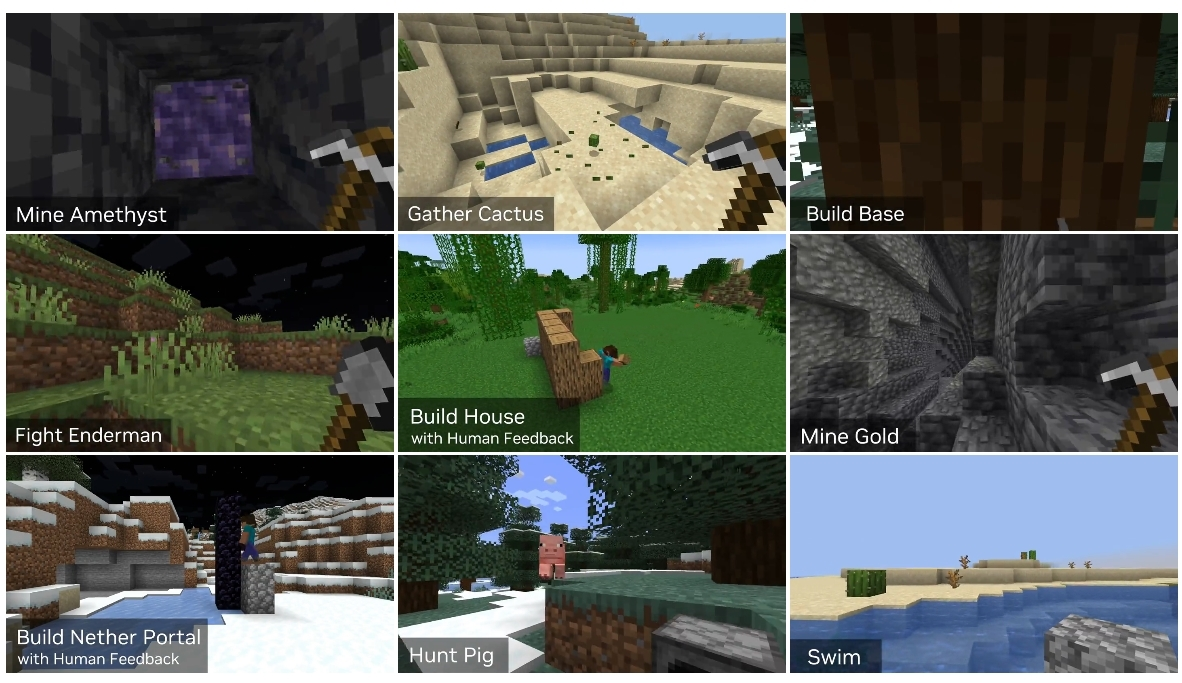 Mine Amethyst
Gather Cactus
Build Base
Fight Enderman
Build House
with Human Feedback
Mine Gold
Build Nether Portal
with Human Feedback
Hunt Pig
Swim